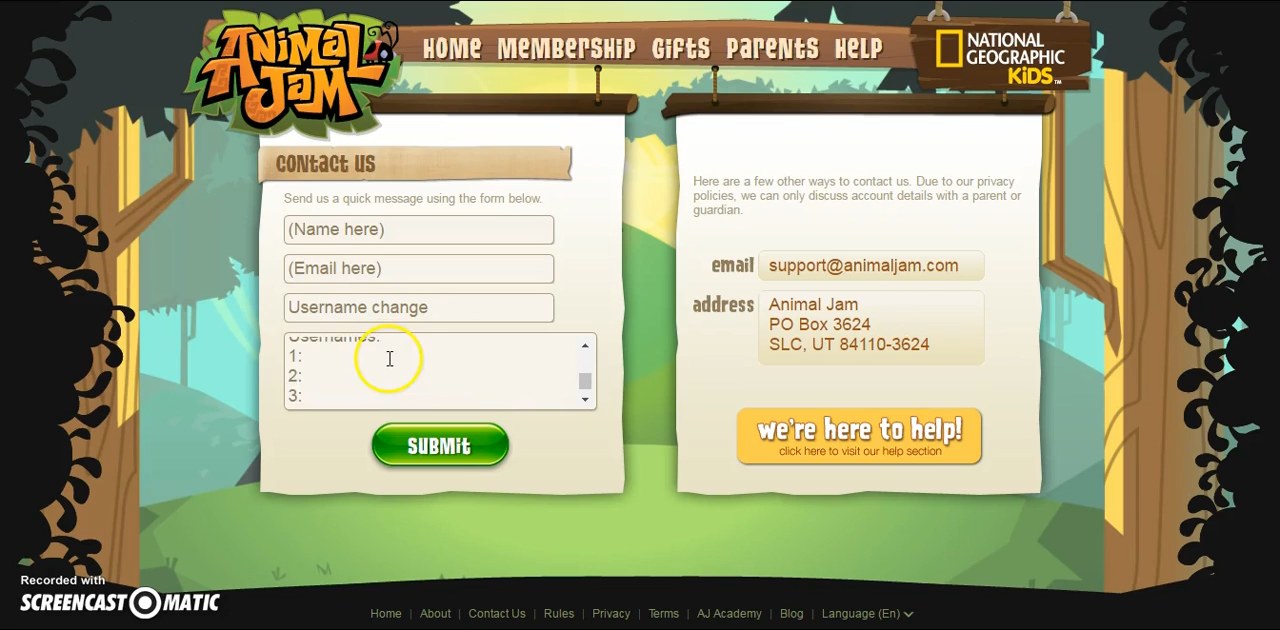 ANIMAL JAM
HOME MEMBERSHIP GIFTS PARENTS HELP
NATIONAL
GEOGRAPHIC
KiDS™
CONTACT US
Send us a quick message using the form below.
(Name here)
(Email here)
Username change
Usernames:
1:
2:
3:
SUBMIT
Here are a few other ways to contact us. Due to our privacy
policies, we can only discuss account details with a parent or
guardian.
email support@animaljam.com
address Animal Jam
PO Box 3624
SLC, UT 84110-3624
we're here to help!
click here to visit our help section
Recorded with
SCREENCAST MATIC
Home | About | Contact Us | Rules | Privacy | Terms | AJ Academy | Blog | Language (En)